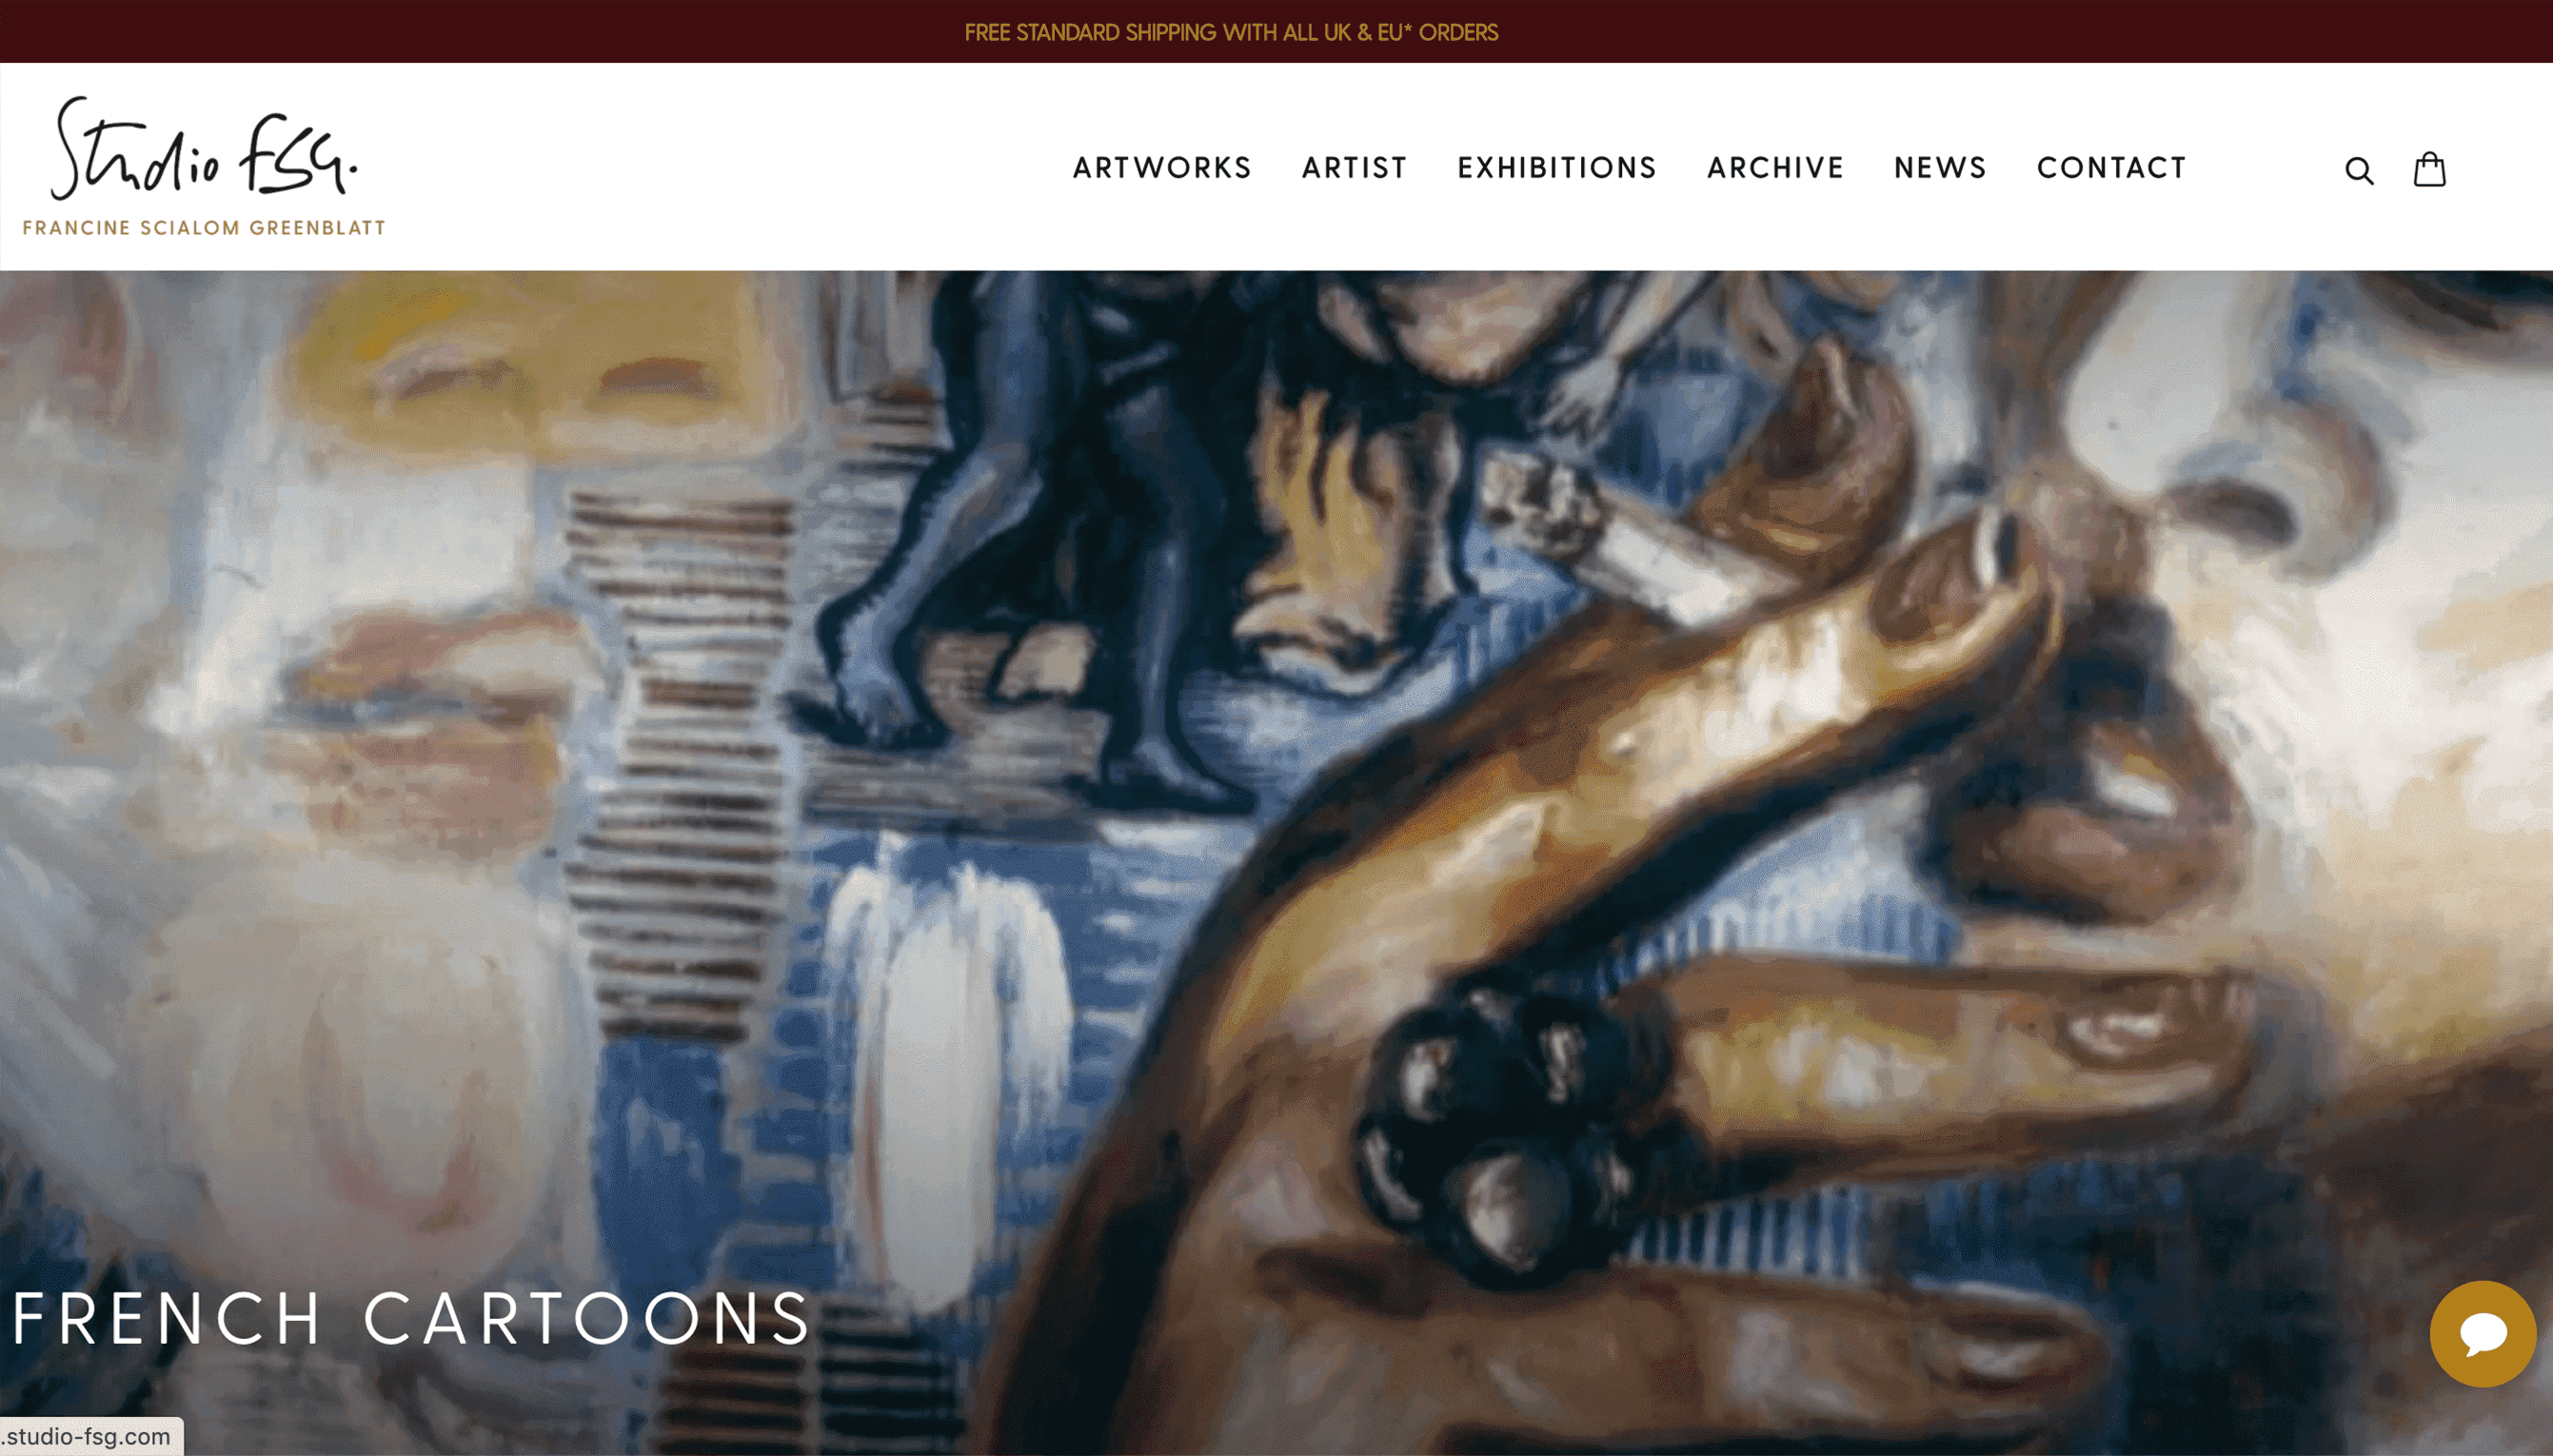 FREE STANDARD SHIPPING WITH ALL UK & EU* ORDERS
Studio FSG.
FRANCINE SCIALOM GREENBLATT
ARTWORKS ARTIST EXHIBITIONS ARCHIVE NEWS CONTACT
FRENCH CARTOONS
.studio-fsg.com